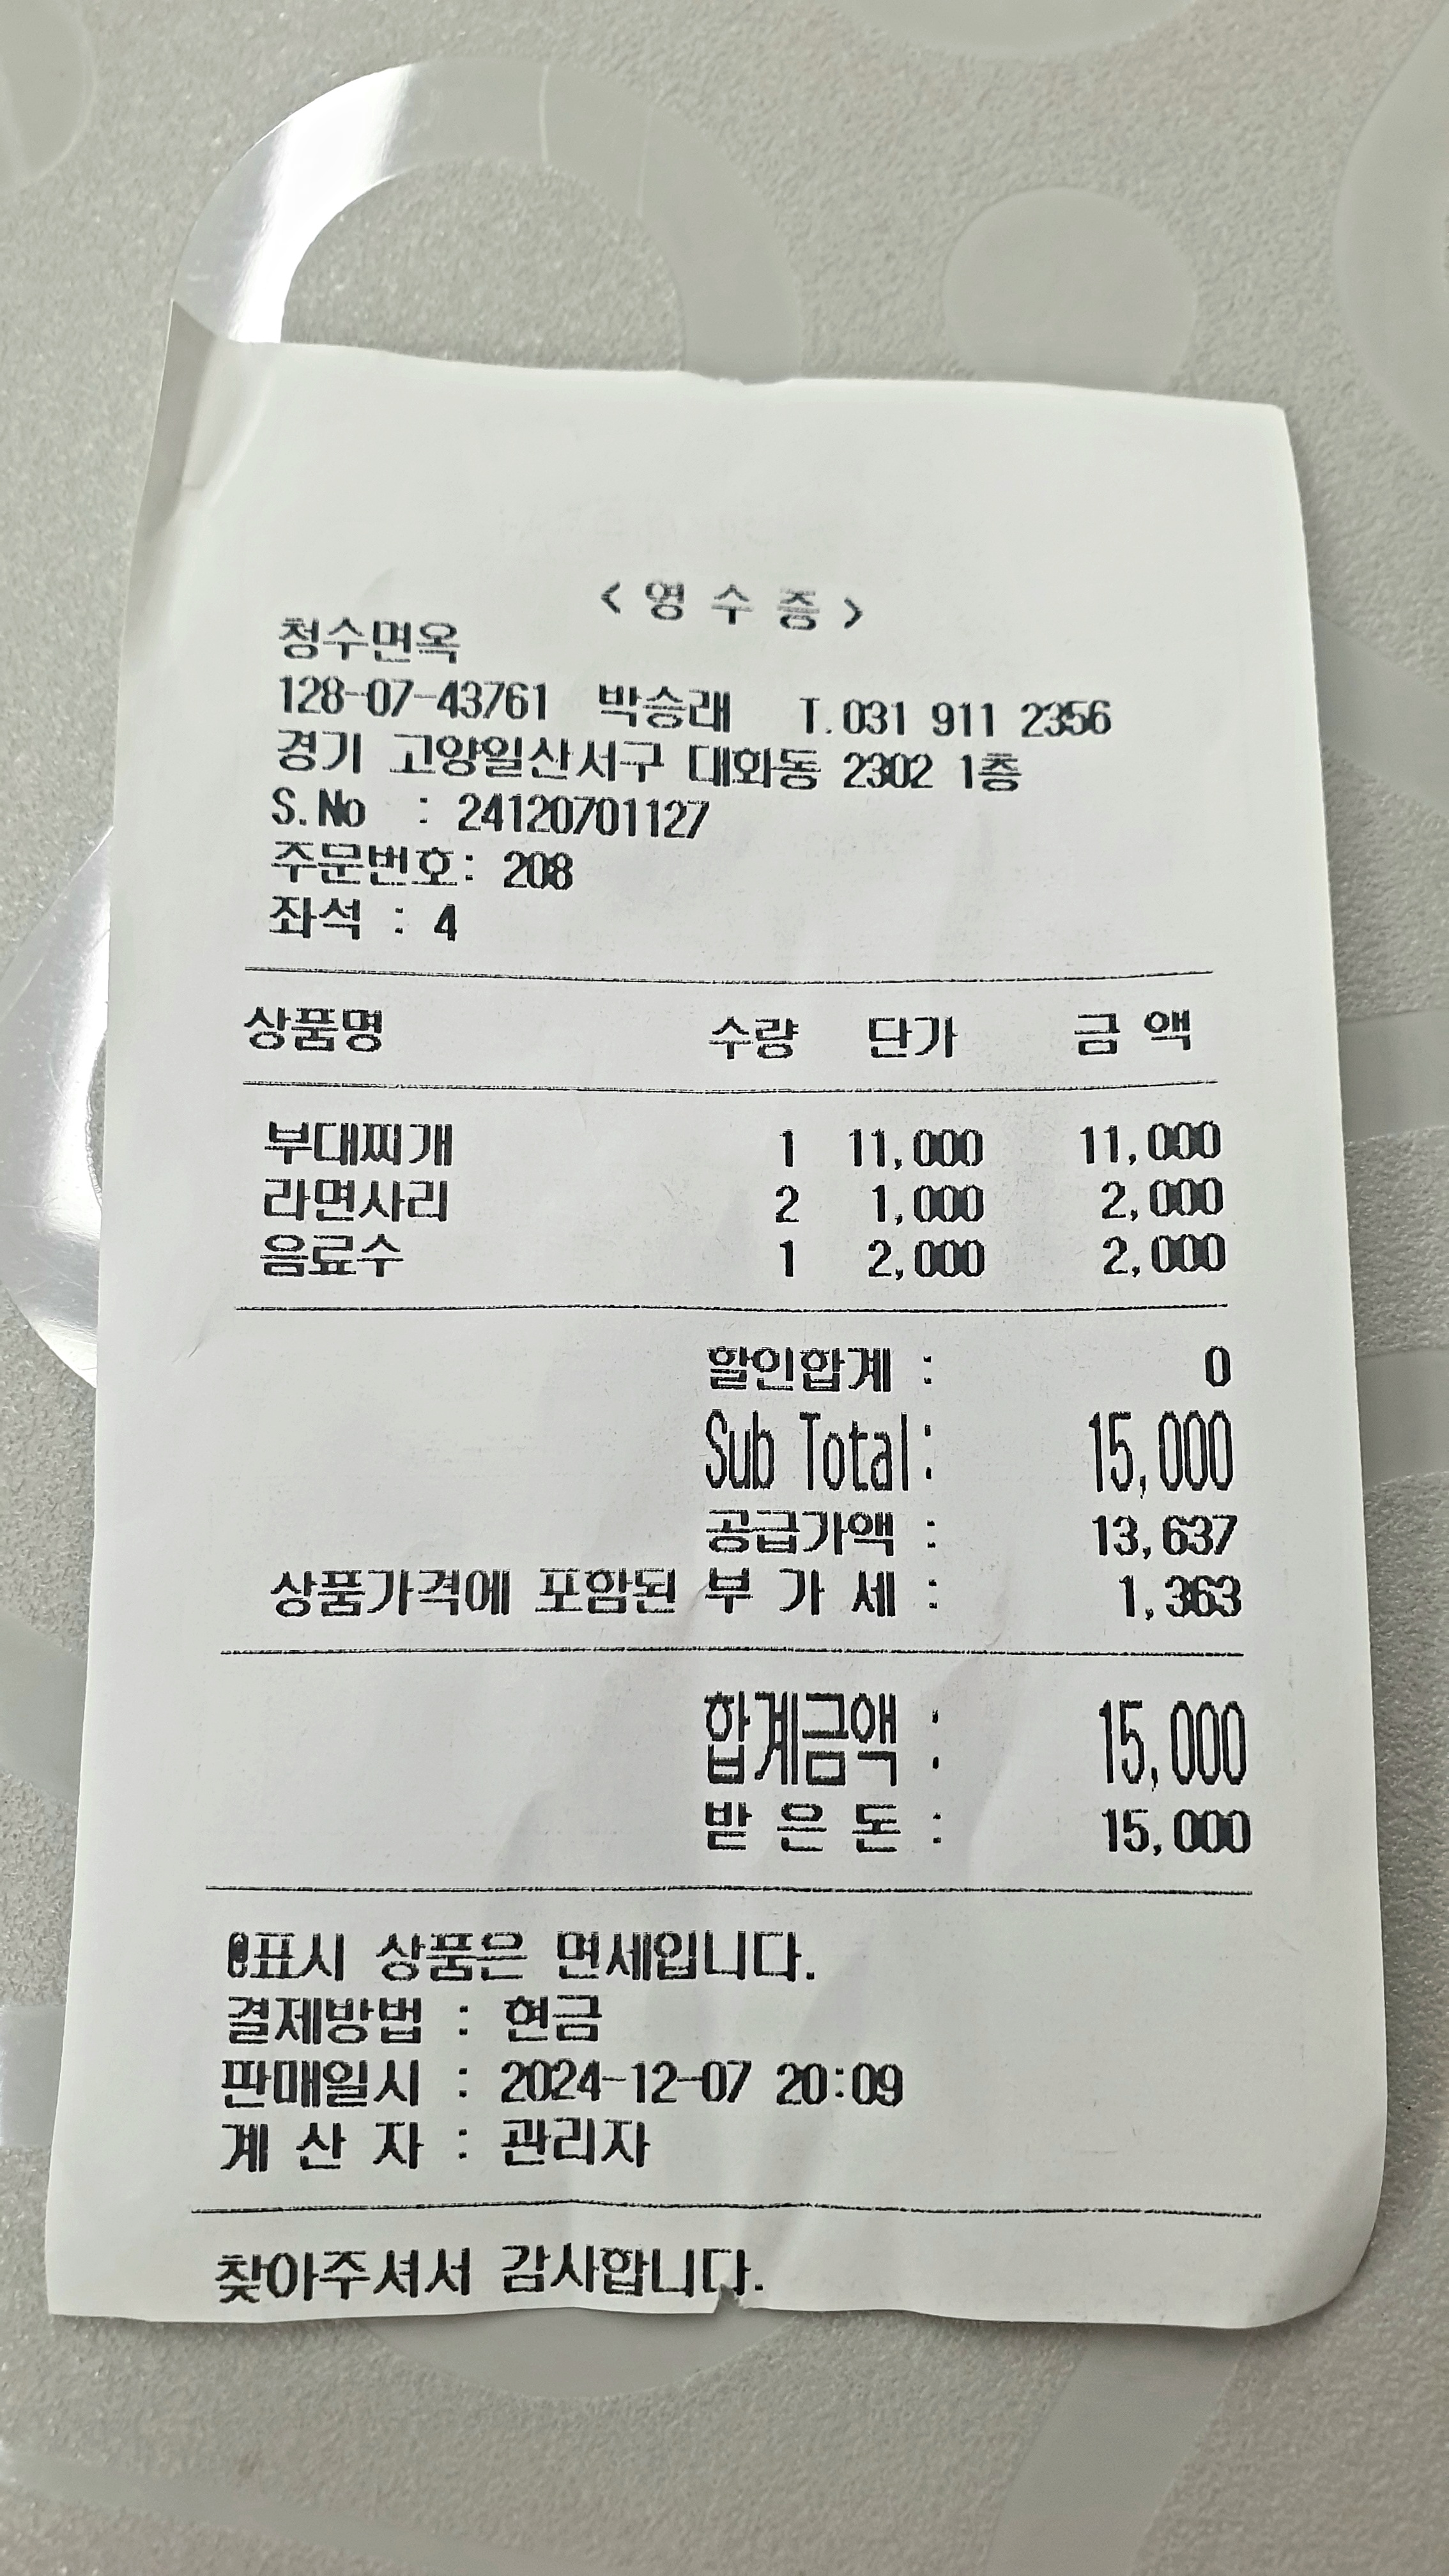 < 영 수 증 >
청수면옥
128-07-43761 박승래 T.031 911 2356
경기 고양일산서구 대화동 2302 1층
S.No : 24120701127
주문번호: 208
좌석 : 4
상품명 수량 단가 금 액
부대찌개 1 11,000 11,000
라면사리 2 1,000 2,000
음료수 1 2,000 2,000
할인합계 : 0
Sub Total: 15,000
공급가액 : 13,637
상품가격에 포함된 부 가 세 : 1,363
합계금액 : 15,000
받 은 돈 : 15,000
@표시 상품은 면세입니다.
결제방법 : 현금
판매일시 : 2024-12-07 20:09
계 산 자 : 관리자
찾아주셔서 감사합니다.